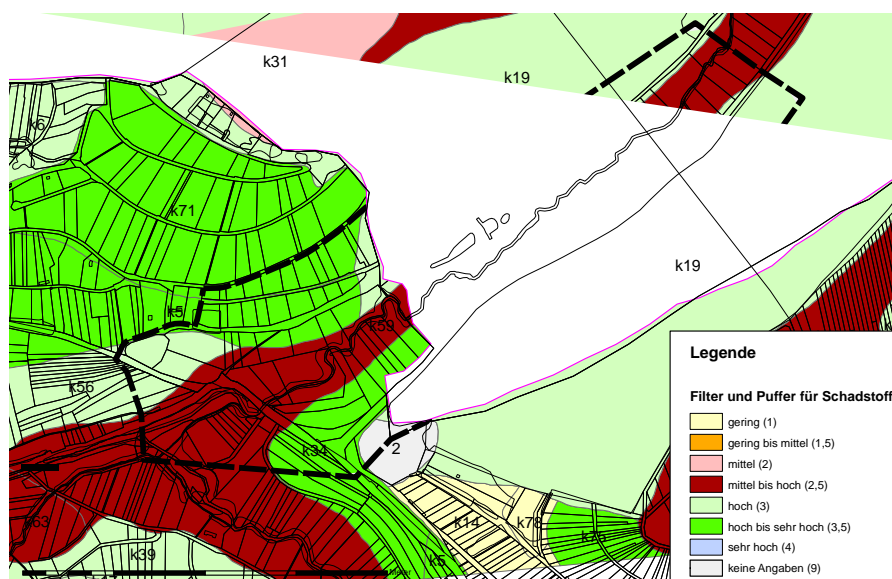 k31
k19
k6
k71
k19
k5
k59
k56
k34
2
k63
k14
k78
k75
k39
k5
Legende
Filter und Puffer für Schadstoff
gering (1)
gering bis mittel (1,5)
mittel (2)
mittel bis hoch (2,5)
hoch (3)
hoch bis sehr hoch (3,5)
sehr hoch (4)
keine Angaben (9)